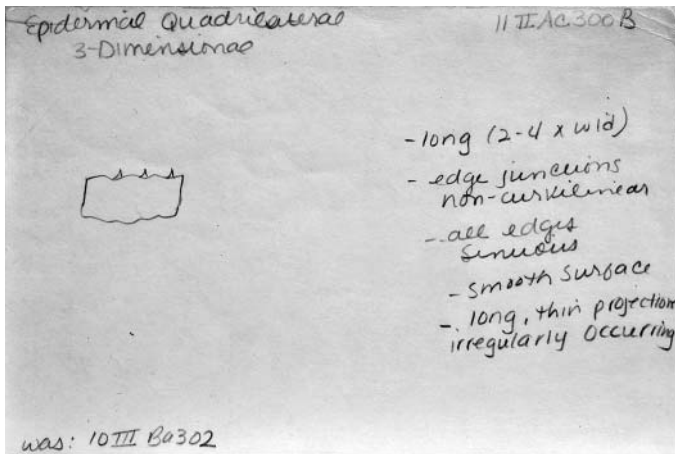 Epidermal Quadrilateral
3-Dimensional
11 II AC 300 B
- long (2-4 x wid)
- edge junctions
non-curvilinear
- all edges
sinuous
- smooth surface
- long, thin projection
irregularly occurring
was: 10 III Ba302